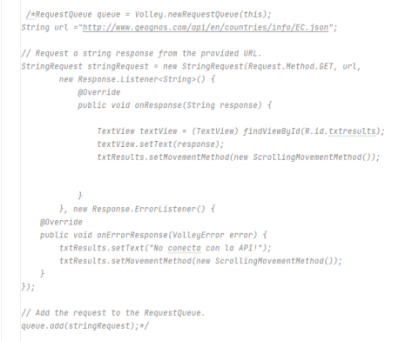 /*RequestQueue queue = Volley.newRequestQueue(this);
String url ="http://www.geognos.com/api/en/countries/info/EC.json";
// Request a string response from the provided URL.
StringRequest stringRequest = new StringRequest(Request.Method.GET, url,
new Response.Listener<String>() {
@Override
public void onResponse(String response) {
TextView textView = (TextView) findViewById(R.id.txtresults);
textView.setText(response);
txtResults.setMovementMethod(new ScrollingMovementMethod());
}
}, new Response.ErrorListener() {
@Override
public void onErrorResponse(VolleyError error) {
txtResults.setText("No conecta con la API!");
txtResults.setMovementMethod(new ScrollingMovementMethod());
}
});
// Add the request to the RequestQueue.
queue.add(stringRequest);*/